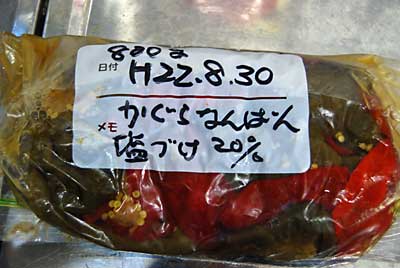 800g
日付 H22.8.30
メモ かぐらなんばん
塩づけ 20%